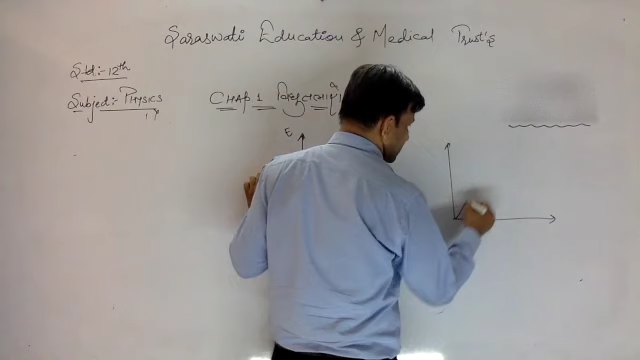 Saraswati Education & Medical Trust's
Std:- 12th
Subject:- PHYSICS
CHAP 1
E